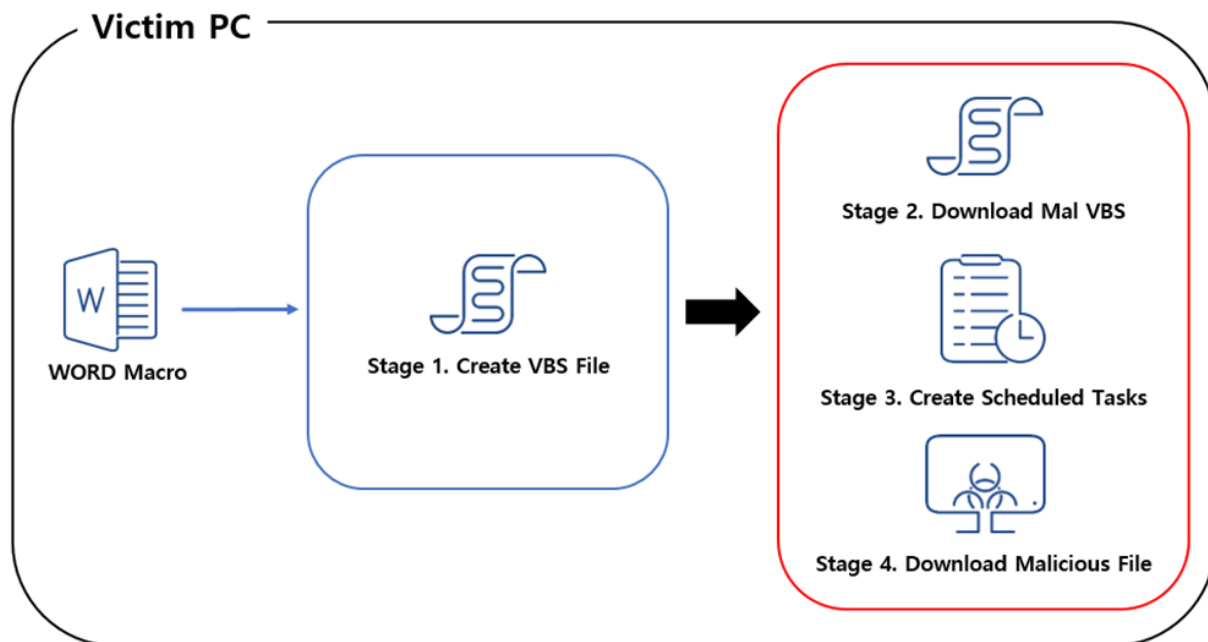 Victim PC
W
WORD Macro
Stage 1. Create VBS File
Stage 2. Download Mal VBS
Stage 3. Create Scheduled Tasks
Stage 4. Download Malicious File